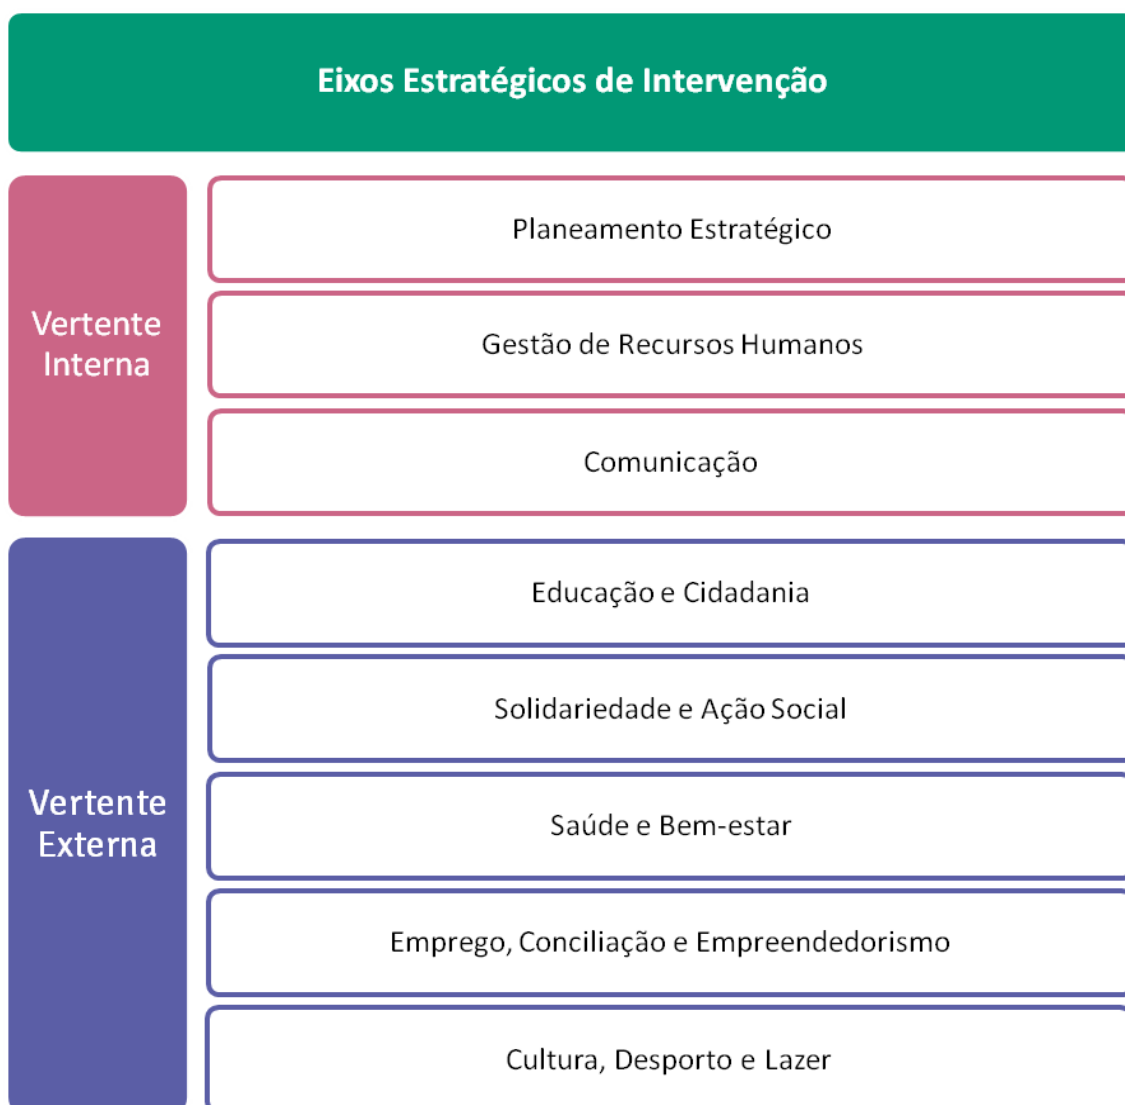 Eixos Estratégicos de Intervenção
Vertente
Interna
Planeamento Estratégico
Gestão de Recursos Humanos
Comunicação
Vertente
Externa
Educação e Cidadania
Solidariedade e Ação Social
Saúde e Bem-estar
Emprego, Conciliação e Empreendedorismo
Cultura, Desporto e Lazer